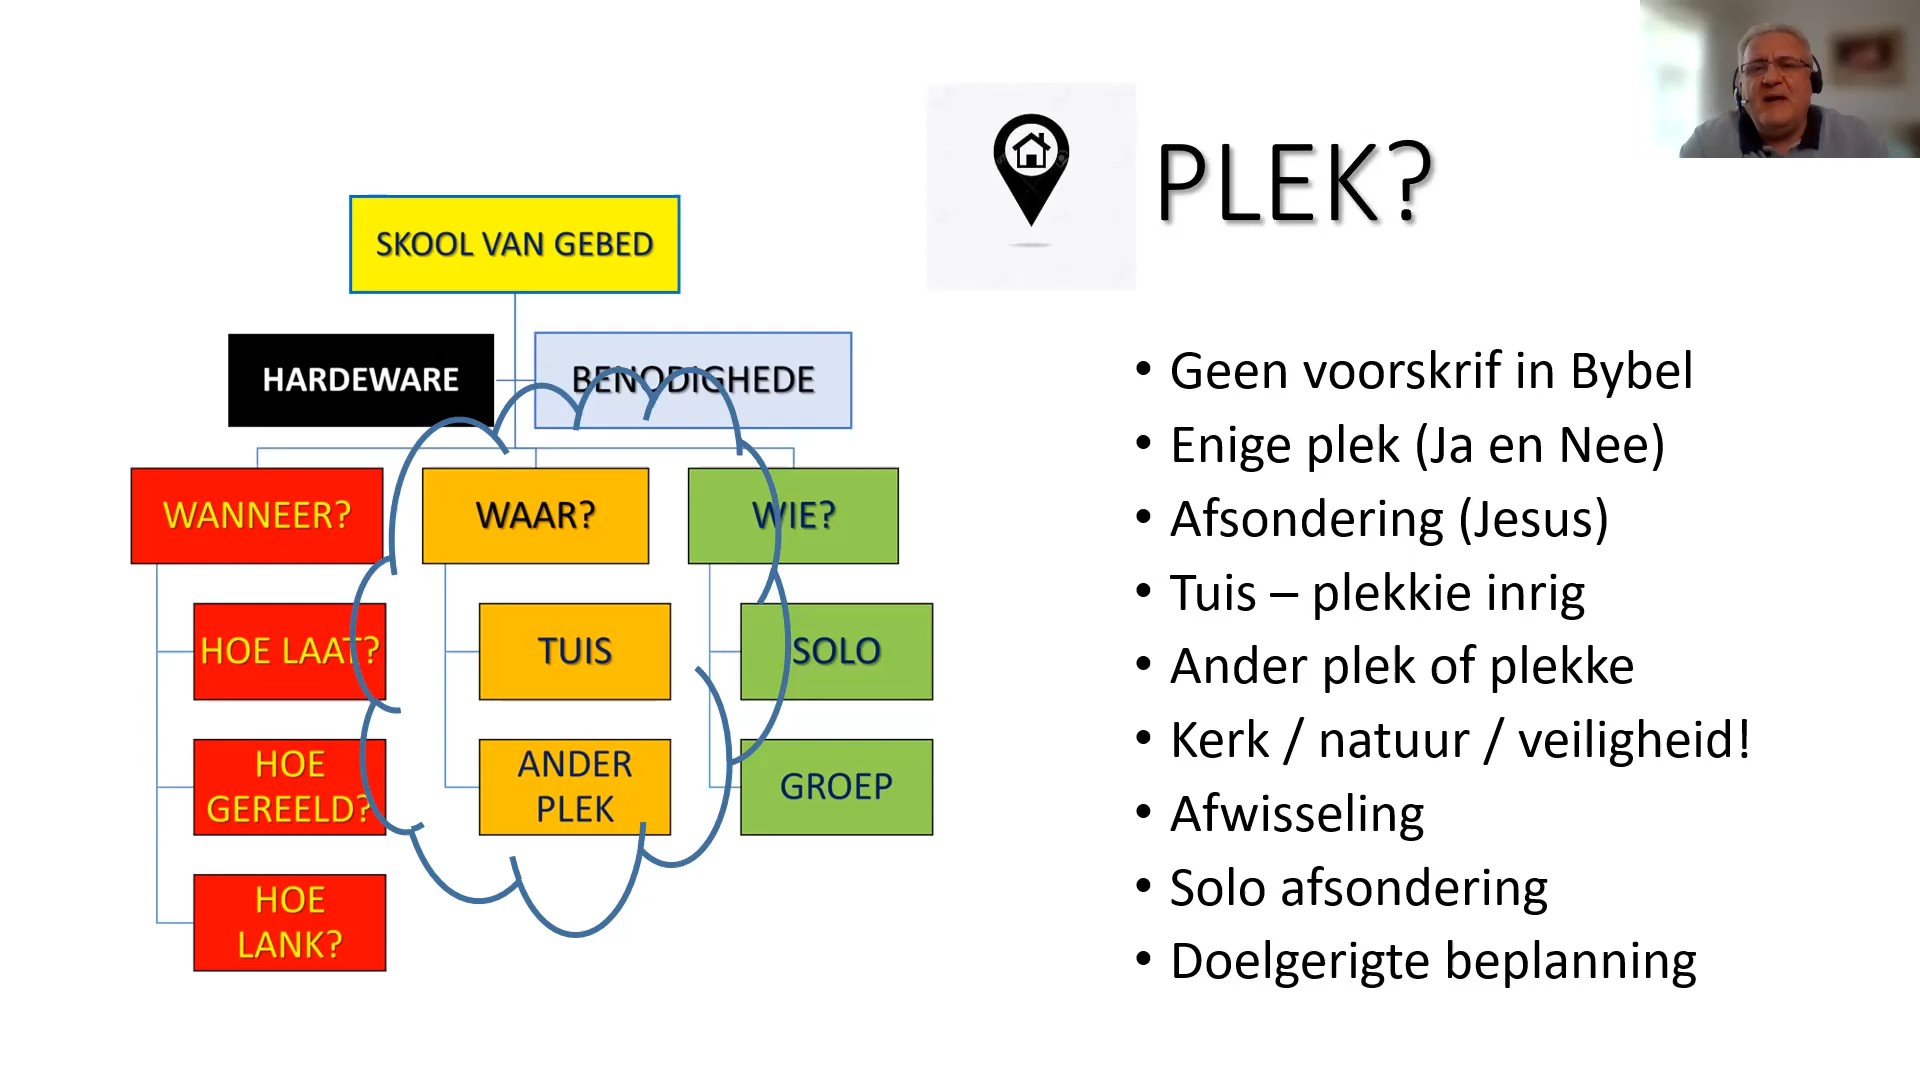 PLEK?
SKOOL VAN GEBED
HARDEWARE
BENODIGHEDE
WANNEER?
WAAR?
WIE?
HOE LAAT?
TUIS
SOLO
HOE
GEREELD?
ANDER
PLEK
GROEP
HOE
LANK?
• Geen voorskrif in Bybel
• Enige plek (Ja en Nee)
• Afsondering (Jesus)
• Tuis – plekkie inrig
• Ander plek of plekke
• Kerk / natuur / veiligheid!
• Afwisseling
• Solo afsondering
• Doelgerigte beplanning